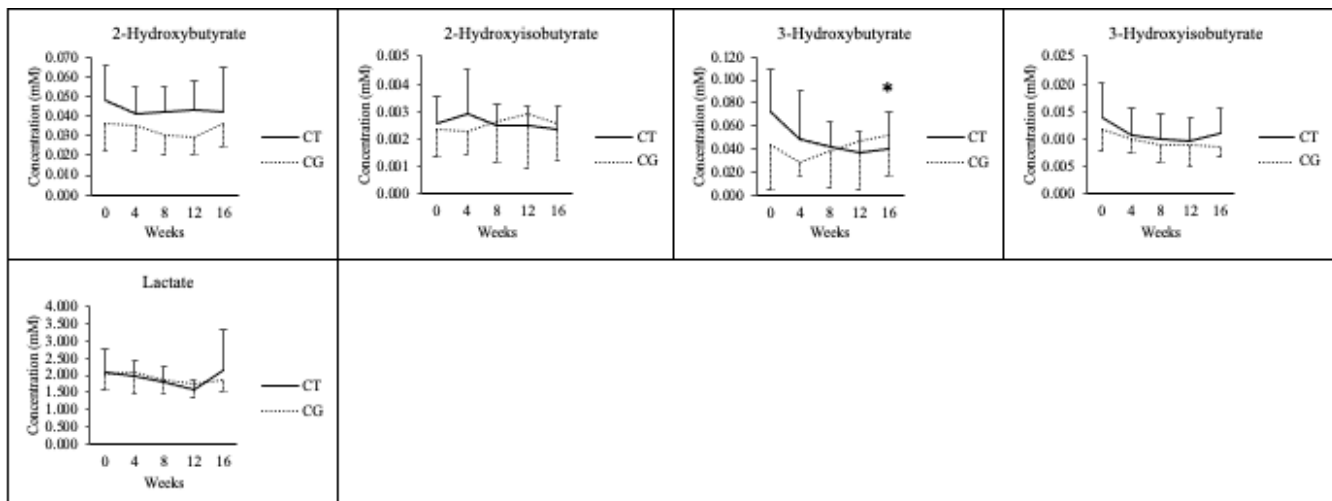 2-Hydroxybutyrate
Concentration (mM)
0.070
0.060
0.050
0.040
0.030
0.020
0.010
0.000
0 4 8 12 16
Weeks
CT
CG
2-Hydroxyisobutyrate
Concentration (mM)
0.005
0.004
0.003
0.002
0.001
0.000
0 4 8 12 16
Weeks
CT
CG
3-Hydroxybutyrate
Concentration (mM)
0.120
0.100
0.080
0.060
0.040
0.020
0.000
*
0 4 8 12 16
Weeks
CT
CG
3-Hydroxyisobutyrate
Concentration (mM)
0.025
0.020
0.015
0.010
0.005
0.000
0 4 8 12 16
Weeks
CT
CG
Lactate
Concentration (mM)
4.000
3.500
3.000
2.500
2.000
1.500
1.000
0.500
0.000
0 4 8 12 16
Weeks
CT
CG